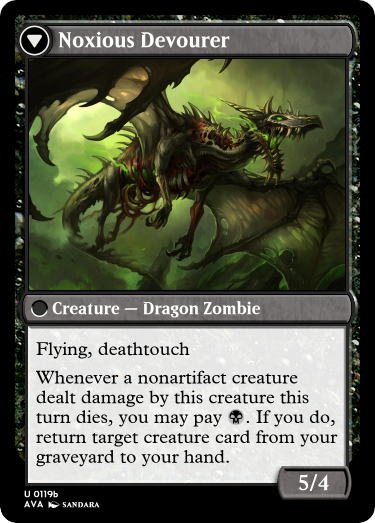 Noxious Devourer
Creature — Dragon Zombie
Flying, deathtouch
Whenever a nonartifact creature
dealt damage by this creature this
turn dies, you may pay . If you do,
return target creature card from your
graveyard to your hand.
5/4
U 0119b
AVA SANDARA